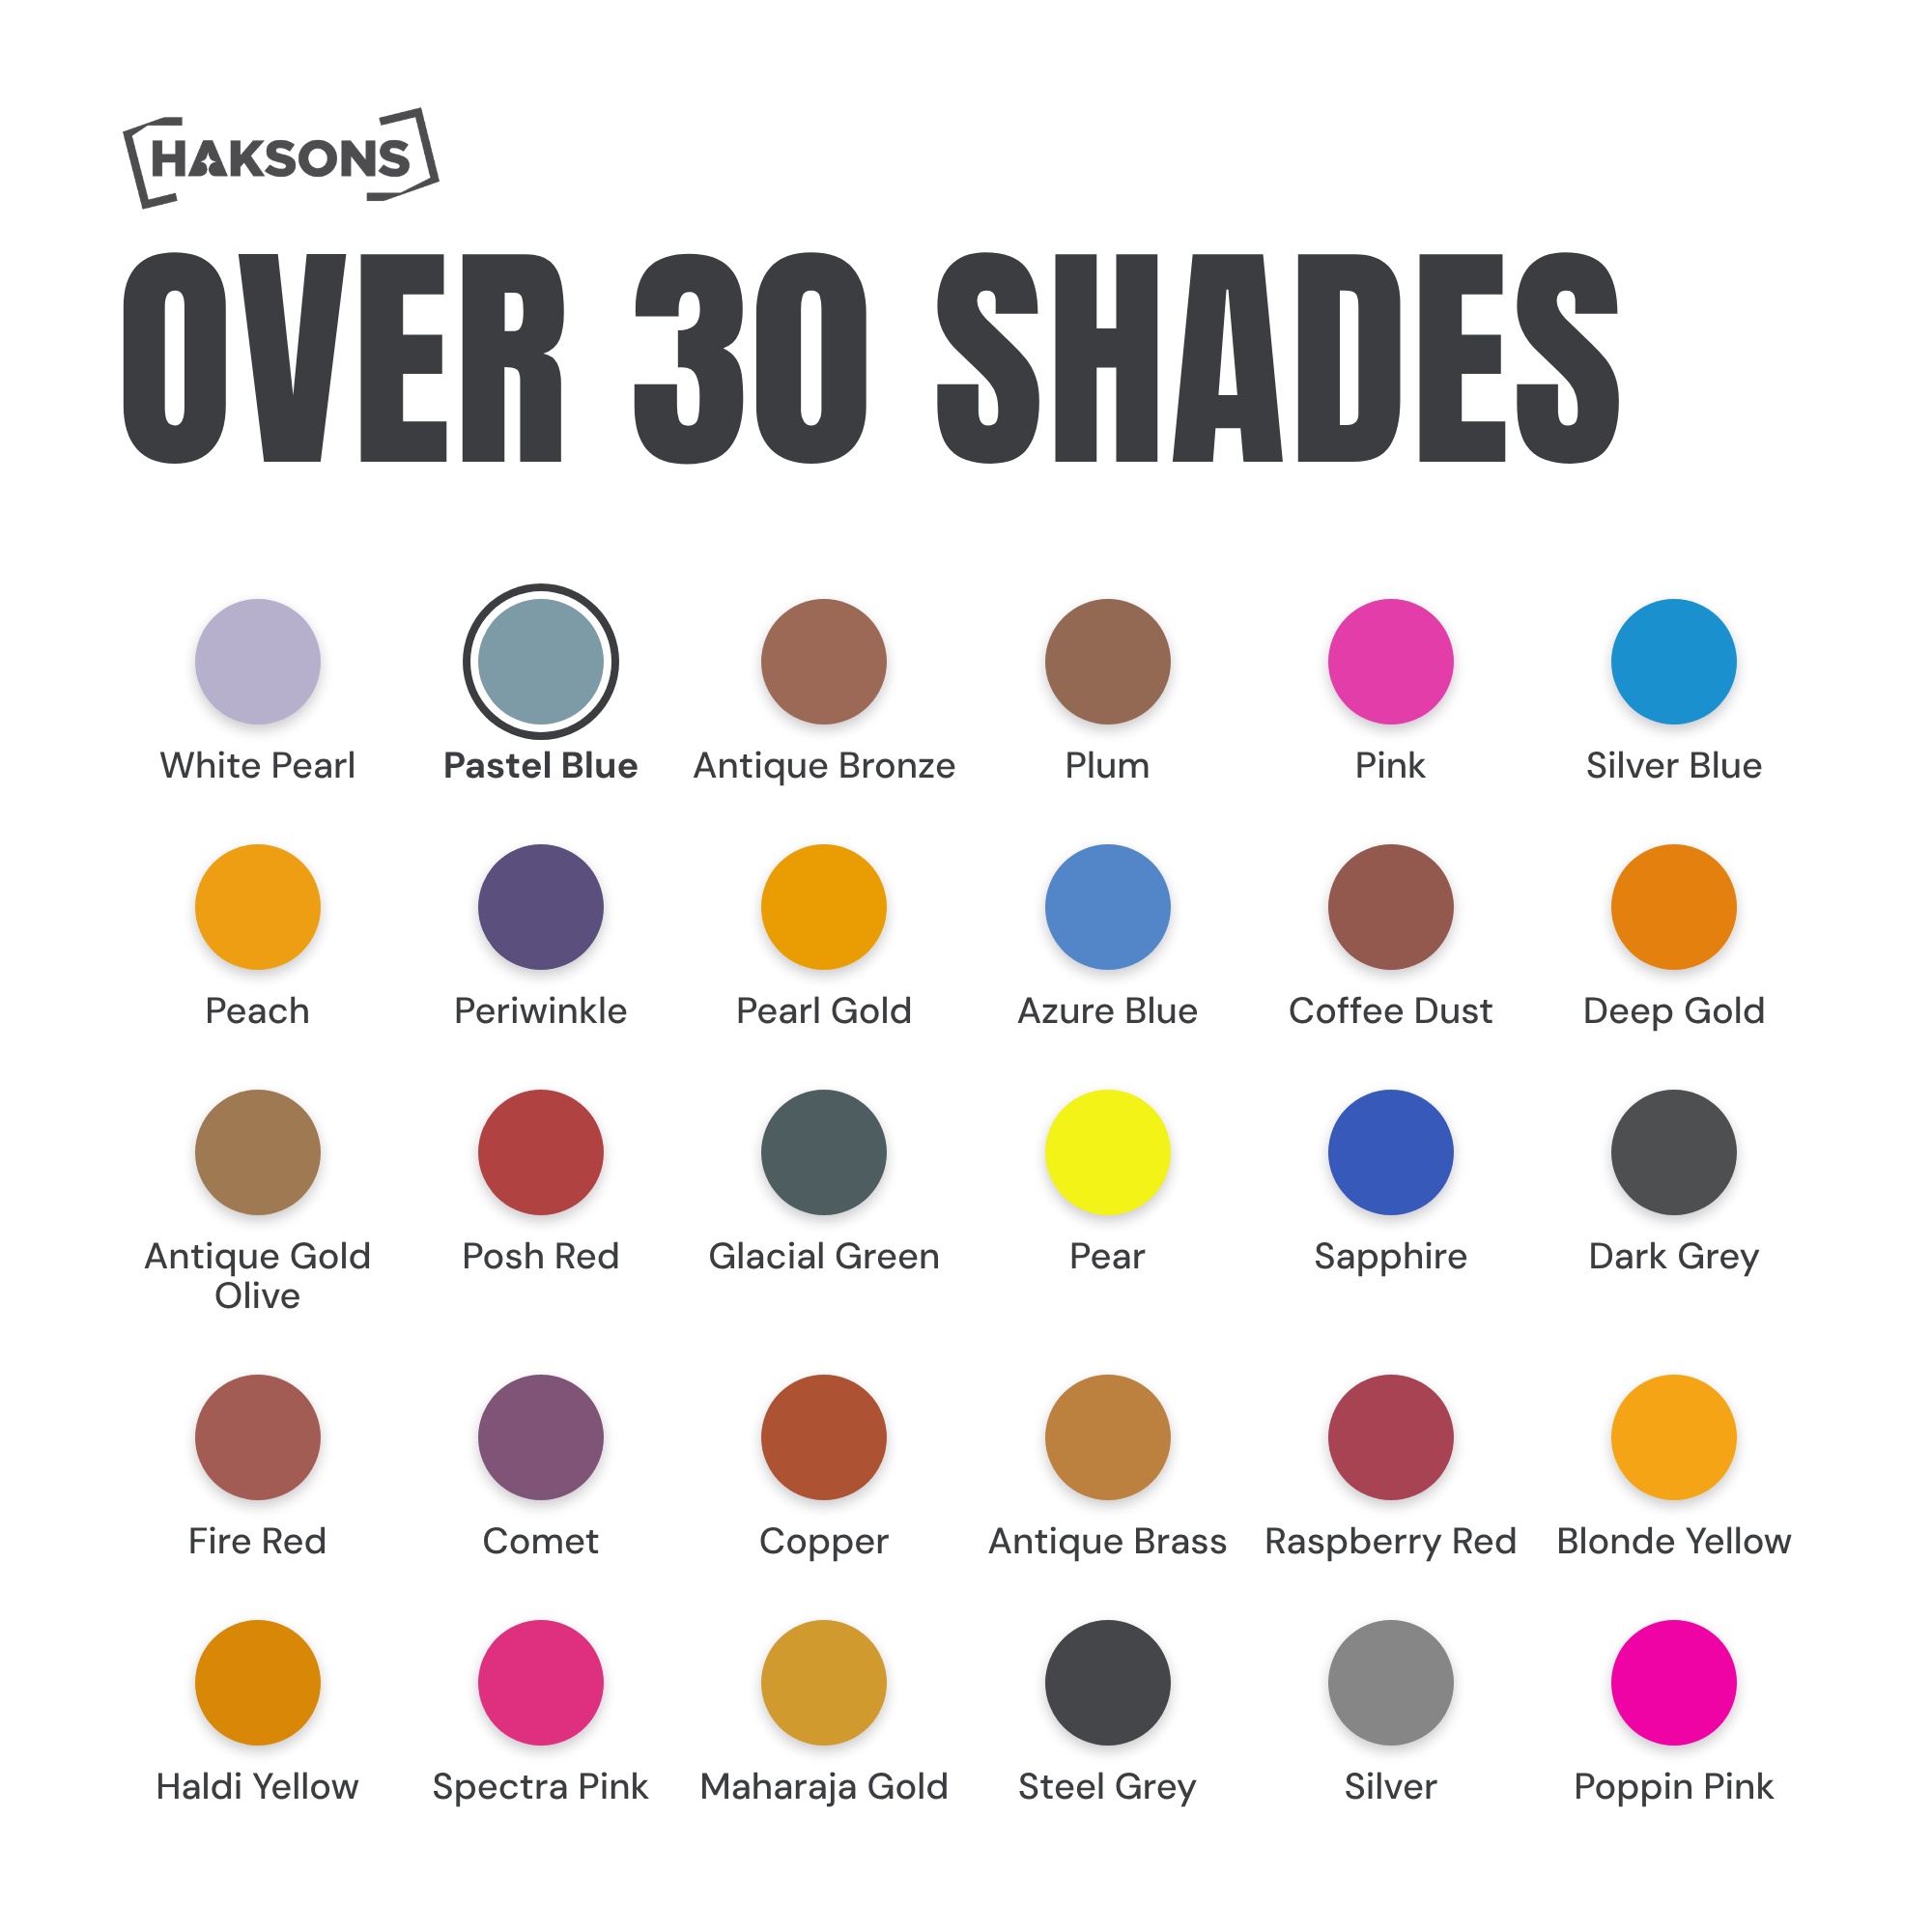 HAKSONS
OVER 30 SHADES
White Pearl
Pastel Blue
Antique Bronze
Plum
Pink
Silver Blue
Peach
Periwinkle
Pearl Gold
Azure Blue
Coffee Dust
Deep Gold
Antique Gold
Olive
Posh Red
Glacial Green
Pear
Sapphire
Dark Grey
Fire Red
Comet
Copper
Antique Brass
Raspberry Red
Blonde Yellow
Haldi Yellow
Spectra Pink
Maharaja Gold
Steel Grey
Silver
Poppin Pink